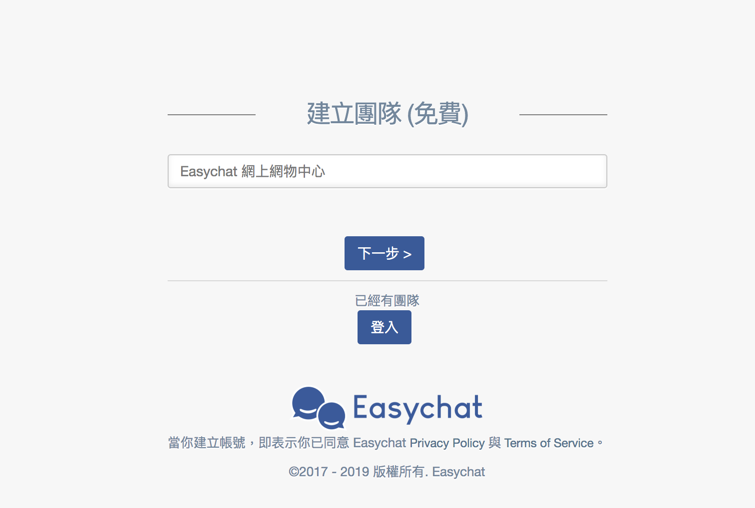 建立團隊 (免費)
Easychat 網上網物中心
下一步 >
已經有團隊
登入
Easychat
當你建立帳號，即表示你已同意 Easychat Privacy Policy 與 Terms of Service。
©2017 - 2019 版權所有. Easychat